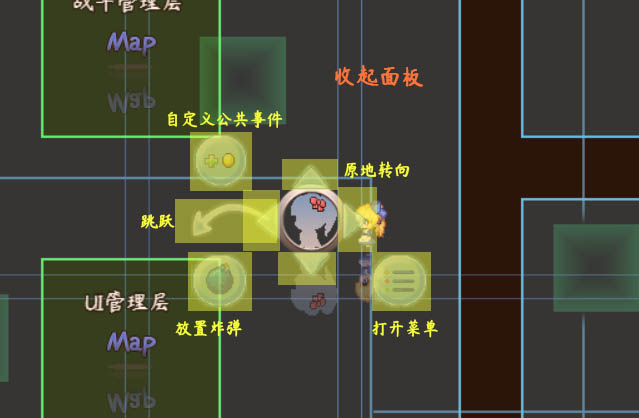 战斗管理层
Map
收起面板
自定义公共事件
原地转向
跳跃
UI管理层
放置炸弹
打开菜单
Map